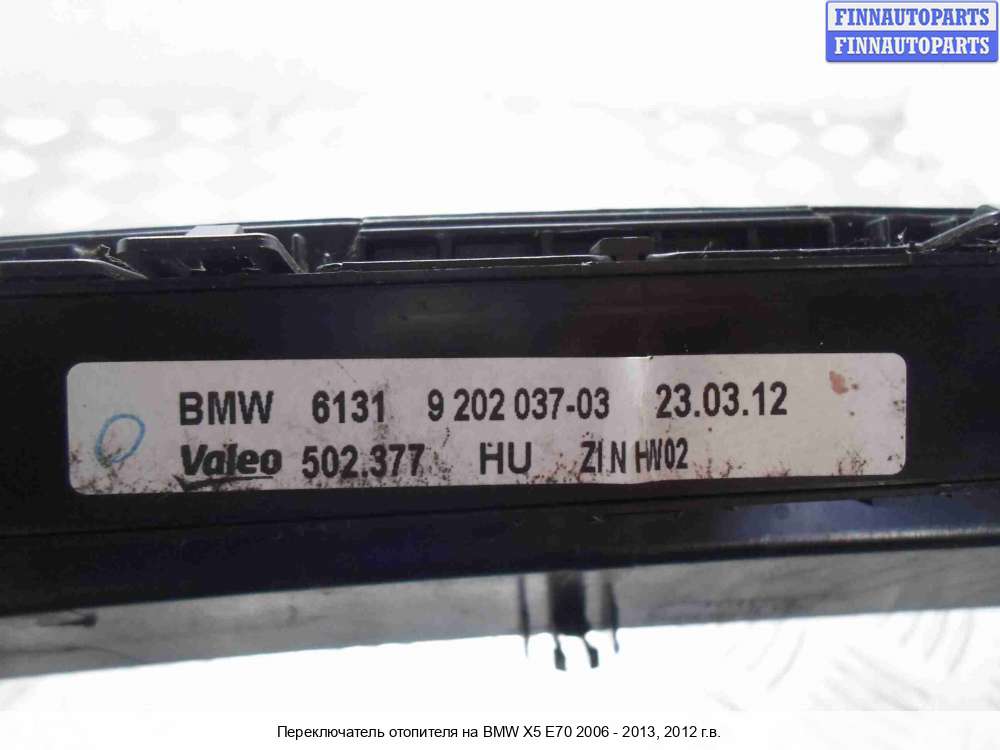 FINNAUTOPARTS
FINNAUTOPARTS
BMW 6131 9 202 037-03 23.03.12
Valeo 502.377 HU ZI N HW02
Переключатель отопителя на BMW X5 E70 2006 - 2013, 2012 г.в.